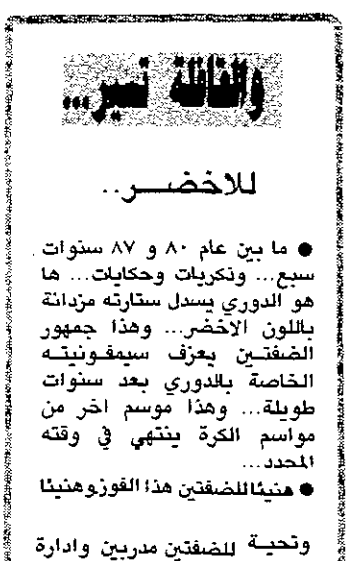 والقافلة تسير...
للاخضــر..
● ما بين عام ٨٠ و ٨٧ سنوات
سبع... وذكريات وحكايات... ها
هو الدوري يسدل ستارته مزدانة
باللون الاخضر... وهذا جمهور
الضفتين يعزف سيمفونيته
الخاصة بالدوري بعد سنوات
طويلة... وهذا موسم اخر من
مواسم الكرة ينتهي في وقته
المحدد...
● هنيئا للضفتين هذا الفوز وهنيئا
وتحية للضفتين مدربين وادارة